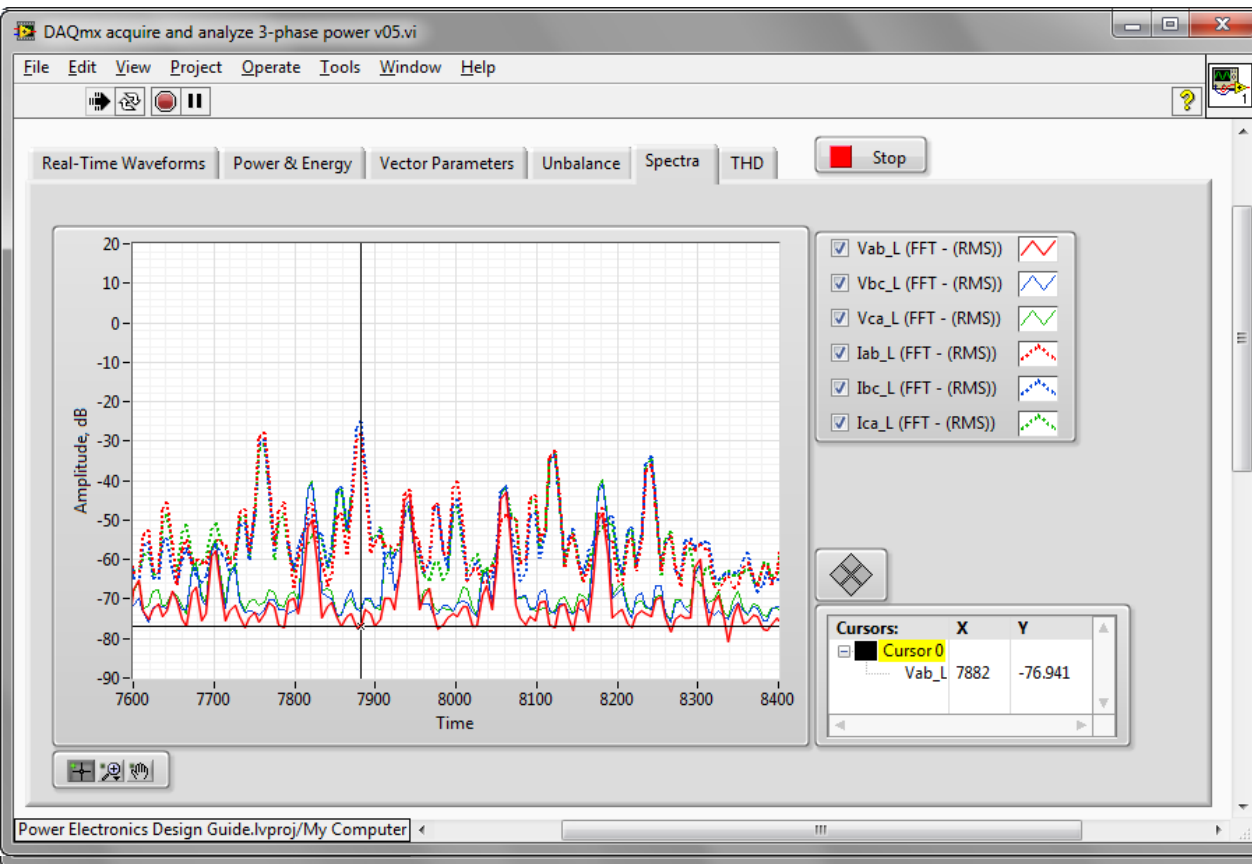 DAQmx acquire and analyze 3-phase power v05.vi
File Edit View Project Operate Tools Window Help
?
1
Real-Time Waveforms Power & Energy Vector Parameters Unbalance Spectra THD Stop
20
10
0
-10
-20
-30
-40
-50
-60
-70
-80
-90
Amplitude, dB
7600 7700 7800 7900 8000 8100 8200 8300 8400
Time
Vab_L (FFT - (RMS))
Vbc_L (FFT - (RMS))
Vca_L (FFT - (RMS))
Iab_L (FFT - (RMS))
Ibc_L (FFT - (RMS))
Ica_L (FFT - (RMS))
Cursors: X Y
Cursor 0
Vab_L 7882 -76.941
Power Electronics Design Guide.lvproj/My Computer